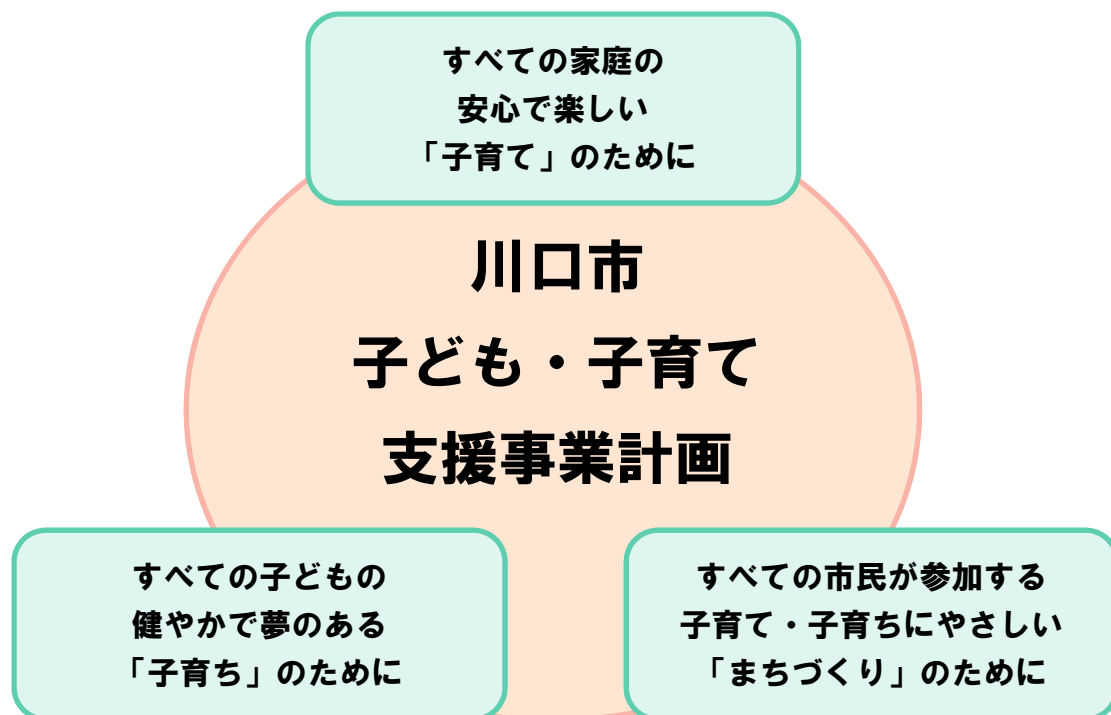 すべての家庭の
安心で楽しい
「子育て」のために
川口市
子ども・子育て
支援事業計画
すべての子どもの
健やかで夢のある
「子育ち」のために
すべての市民が参加する
子育て・子育ちにやさしい
「まちづくり」のために